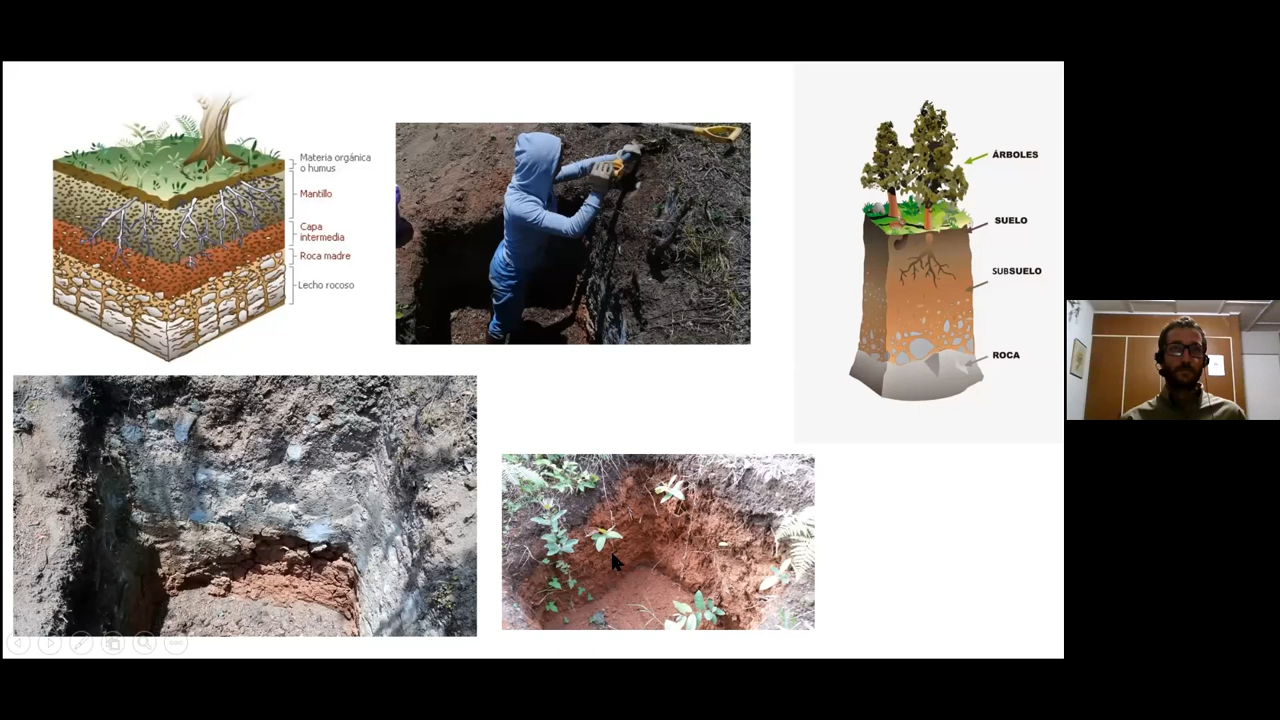 Materia orgánica
o humus
Mantillo
Capa
intermedia
Roca madre
Lecho rocoso
ÁRBOLES
SUELO
SUBSUELO
ROCA